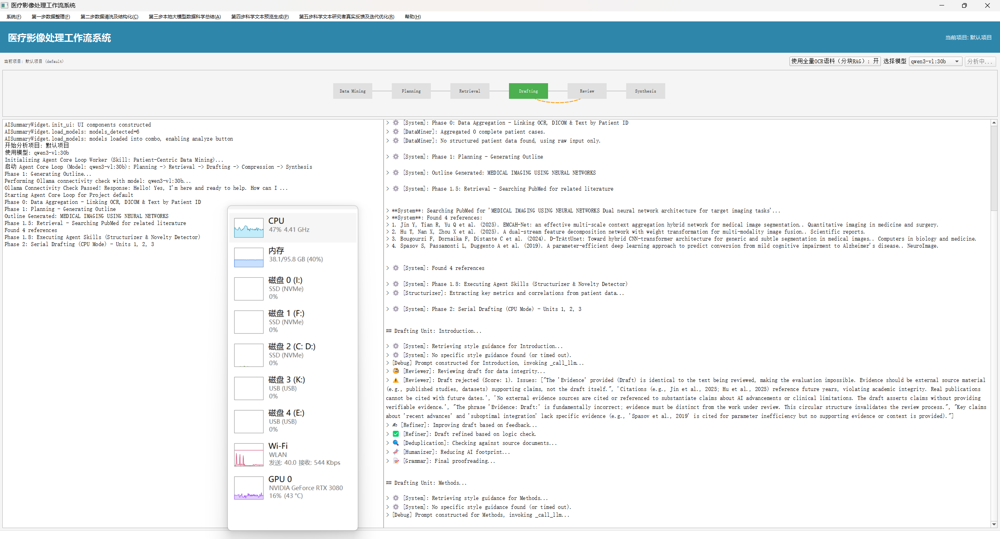 医疗影像处理工作流系统
系统(F) 第一步数据整理(F) 第二步数据清洗及结构化(C) 第三步本地大模型数据科学总结(A) 第四步科学文本预览生成(P) 第五步科学文本研究者真实反馈及迭代优化(R) 帮助(H)
医疗影像处理工作流系统
当前项目: 默认项目
当前项目: 默认项目 (default)
使用全量OCR语料（分块RAG）: 开 选择模型 qwen3-vl:30b 分析中...
Data Mining Planning Retrieval Drafting Review Synthesis
AISummaryWidget.init_ui: UI components constructed
AISummaryWidget.load_models: models_detected=6
AISummaryWidget.load_models: models loaded into combo, enabling analyze button
开始分析项目: 默认项目
使用模型: qwen3-vl:30b
Initializing Agent Core Loop Worker (Skill: Patient-Centric Data Mining)...
启动 Agent Core Loop (Model: qwen3-vl:30b): Planning -> Retrieval -> Drafting -> Compression -> Synthesis
Phase 1: Generating Outline...
Performing Ollama connectivity check with model: qwen3-vl:30b...
Ollama Connectivity Check Passed! Response: Hello! Yes, I'm here and ready to help. How can I ...
Starting Agent Core Loop for Project default
Phase 0: Data Aggregation - Linking OCR, DICOM & Text by Patient ID
Phase 1: Planning - Generating Outline
Outline Generated: MEDICAL IMAGING USING NEURAL NETWORKS
Phase 1.5: Retrieval - Searching PubMed for related literature
Found 4 references
Phase 1.8: Executing Agent Skills (Structurizer & Novelty Detector)
Phase 2: Serial Drafting (CPU Mode) - Units 1, 2, 3
CPU
47% 4.41 GHz
内存
38.1/95.8 GB (40%)
磁盘 0 (I:)
SSD (NVMe)
0%
磁盘 1 (F:)
SSD (NVMe)
0%
磁盘 2 (C: D:)
SSD (NVMe)
0%
磁盘 3 (K:)
USB (USB)
0%
磁盘 4 (E:)
USB (USB)
0%
Wi-Fi
WLAN
发送: 40.0 接收: 544 Kbps
GPU 0
NVIDIA GeForce RTX 3080
16% (43 °C)
> ⚙ [System]: Phase 0: Data Aggregation - Linking OCR, DICOM & Text by Patient ID
> ⚙ [DataMiner]: Aggregated 0 complete patient cases.
> ⚙ [DataMiner]: No structured patient data found, using raw input only.
> ⚙ [System]: Phase 1: Planning - Generating Outline
> ⚙ [System]: Outline Generated: MEDICAL IMAGING USING NEURAL NETWORKS
> ⚙ [System]: Phase 1.5: Retrieval - Searching PubMed for related literature
> **System**: Searching PubMed for 'MEDICAL IMAGING USING NEURAL NETWORKS Dual neural network architecture for target imaging tasks'...
> **System**: Found 4 references:
> 1. Jin Y, Tian R, Yu Q et al. (2025). EMCAH-Net: an effective multi-scale context aggregation hybrid network for medical image segmentation.. Quantitative imaging in medicine and surgery.
> 2. Hu T, Nan X, Zhou X et al. (2025). A dual-stream feature decomposition network with weight transformation for multi-modality image fusion.. Scientific reports.
> 3. Bougourzi F, Dornaika F, Distante C et al. (2024). D-TrAttUnet: Toward hybrid CNN-transformer architecture for generic and subtle segmentation in medical images.. Computers in biology and medicine.
> 4. Spasov S, Passamonti L, Duggento A et al. (2019). A parameter-efficient deep learning approach to predict conversion from mild cognitive impairment to Alzheimer's disease.. NeuroImage.
> ⚙ [System]: Found 4 references
> ⚙ [System]: Phase 1.8: Executing Agent Skills (Structurizer & Novelty Detector)
> ⚙ [Structurizer]: Extracting key metrics and correlations from patient data...
> ⚙ [System]: Phase 2: Serial Drafting (CPU Mode) - Units 1, 2, 3
## Drafting Unit: Introduction...
> ⚙ [System]: Retrieving style guidance for Introduction...
> ⚙ [System]: No specific style guidance found (or timed out).
> [Debug] Prompt constructed for Introduction, invoking _call_llm...
> 🧐 [Reviewer]: Reviewing draft for data integrity...
> ⚠️ [Reviewer]: Draft rejected (Score: 1). Issues: ["The 'Evidence' provided (Draft) is identical to the text being reviewed, making the evaluation impossible. Evidence should be external source material
(e.g., published studies, datasets) supporting claims, not the draft itself.", 'Citations (e.g., Jin et al., 2025; Hu et al., 2025) reference future years, violating academic integrity. Real publications
cannot be cited with future dates.', 'No external evidence sources are cited or referenced to substantiate claims about AI advancements or clinical limitations. The draft asserts claims without providing
verifiable evidence.', "The phrase 'Evidence: Draft:' is fundamentally incorrect; evidence must be distinct from the work under review. This circular structure invalidates the review process.", "Key claims
about 'recent advances' and 'suboptimal integration' lack specific evidence (e.g., 'Spasov et al., 2019' is cited for parameter inefficiency but no supporting evidence or context is provided)."]
> ✍ [Refiner]: Improving draft based on feedback...
> ✅ [Refiner]: Draft refined based on logic check.
> 🔍 [Deduplication]: Checking against source documents...
> 🧬 [Humanizer]: Reducing AI footprint...
> 📝 [Grammar]: Final proofreading...
## Drafting Unit: Methods...
> ⚙ [System]: Retrieving style guidance for Methods...
> ⚙ [System]: No specific style guidance found (or timed out).
> [Debug] Prompt constructed for Methods, invoking _call_llm...